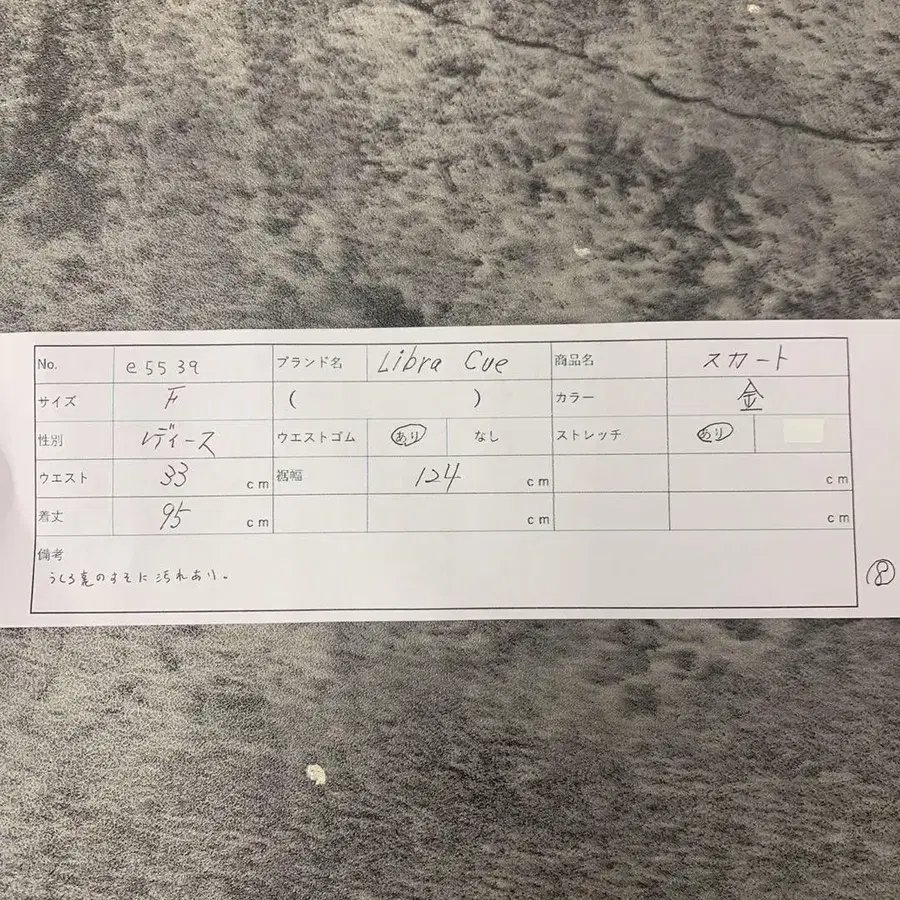 No. e5539 ブランド名 Libra Cue 商品名 スカート
サイズ F ( ) カラー 金
性別 レディース ウエストゴム あり なし ストレッチ あり
ウエスト 33 cm 裾幅 124 cm cm
着丈 95 cm cm cm
備考
うしろ裏のすそに汚れあり。
⑧